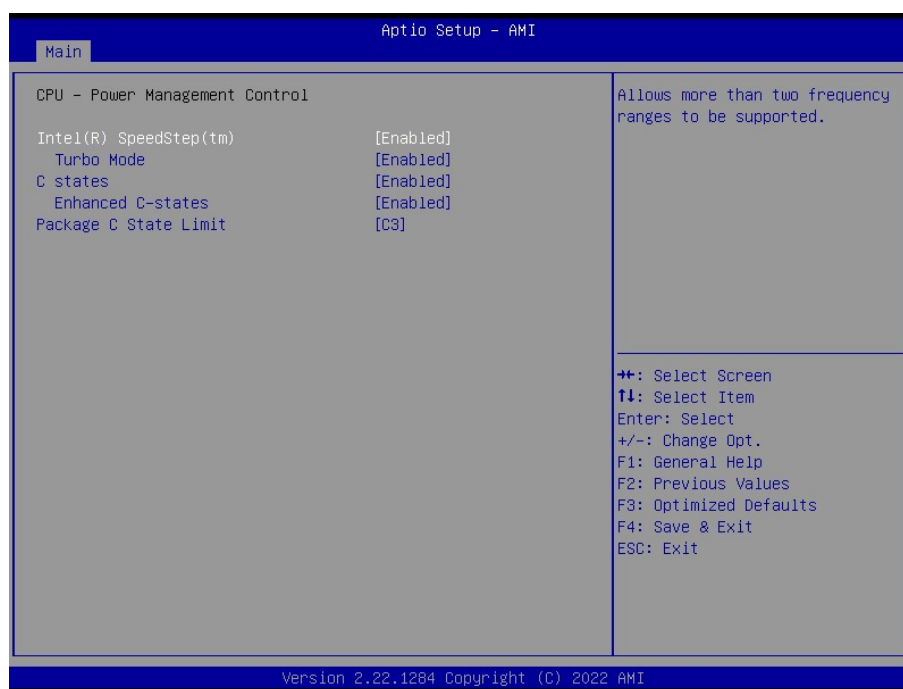 Aptio Setup – AMI
Main
CPU – Power Management Control
Intel(R) SpeedStep(tm) [Enabled]
Turbo Mode [Enabled]
C states [Enabled]
Enhanced C-states [Enabled]
Package C State Limit [C3]
Allows more than two frequency
ranges to be supported.
→←: Select Screen
↑↓: Select Item
Enter: Select
+/-: Change Opt.
F1: General Help
F2: Previous Values
F3: Optimized Defaults
F4: Save & Exit
ESC: Exit
Version 2.22.1284 Copyright (C) 2022 AMI